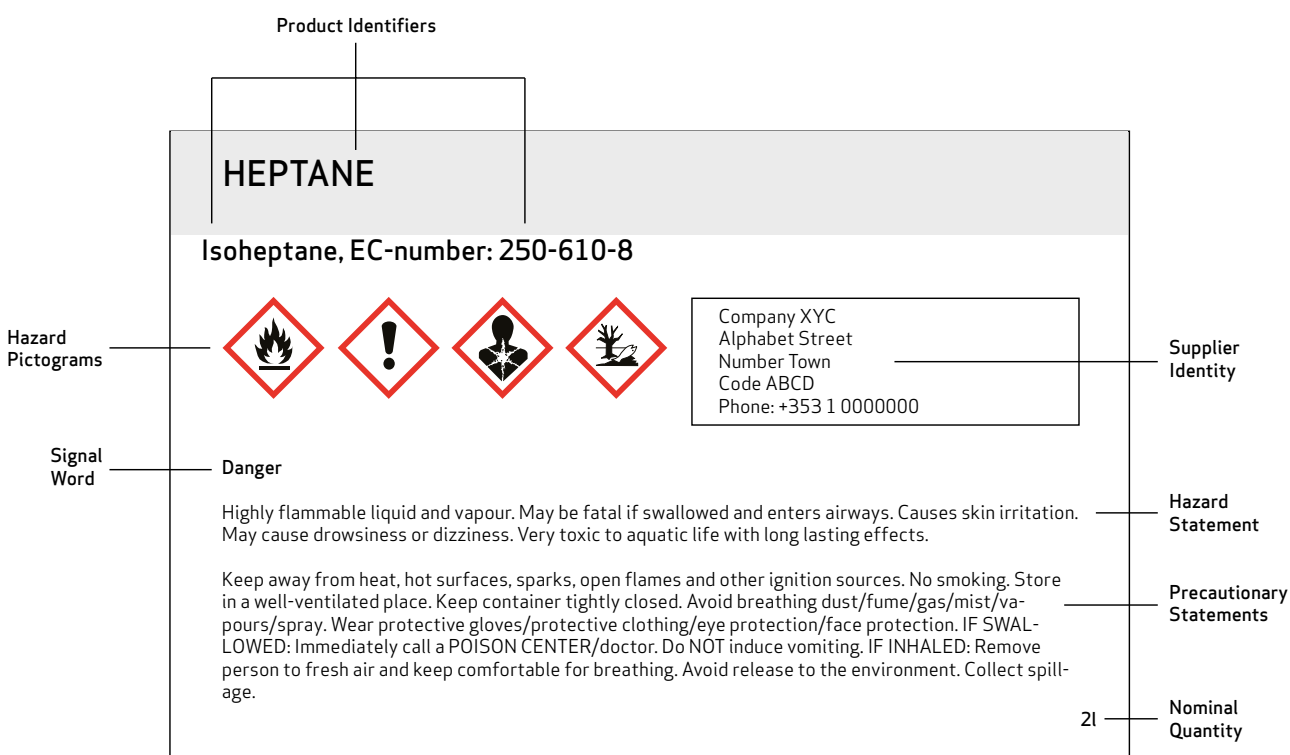 Product Identifiers
HEPTANE
Isoheptane, EC-number: 250-610-8
Hazard
Pictograms
Company XYC
Alphabet Street
Number Town
Code ABCD
Phone: +353 1 0000000
Supplier
Identity
Signal
Word
Danger
Highly flammable liquid and vapour. May be fatal if swallowed and enters airways. Causes skin irritation.
May cause drowsiness or dizziness. Very toxic to aquatic life with long lasting effects.
Hazard
Statement
Keep away from heat, hot surfaces, sparks, open flames and other ignition sources. No smoking. Store
in a well-ventilated place. Keep container tightly closed. Avoid breathing dust/fume/gas/mist/va-
pours/spray. Wear protective gloves/protective clothing/eye protection/face protection. IF SWAL-
LOWED: Immediately call a POISON CENTER/doctor. Do NOT induce vomiting. IF INHALED: Remove
person to fresh air and keep comfortable for breathing. Avoid release to the environment. Collect spill-
age.
Precautionary
Statements
2l
Nominal
Quantity